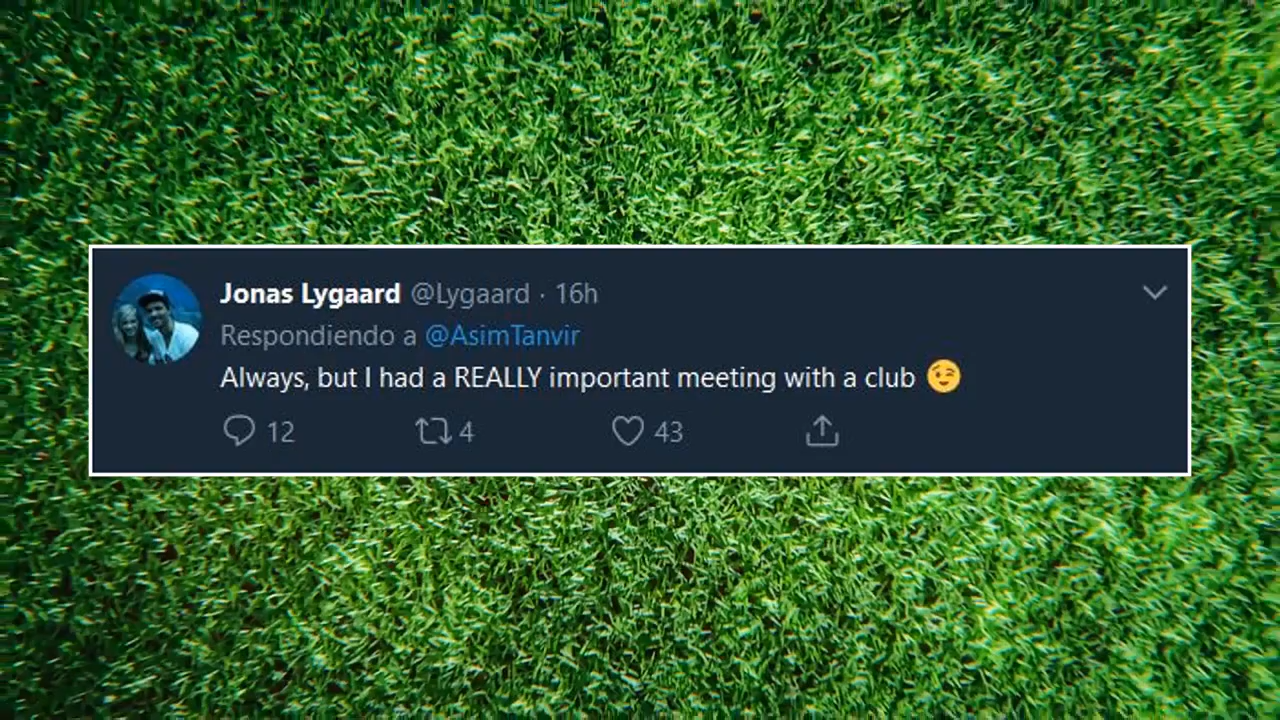 Jonas Lygaard @Lygaard · 16h
Respondiendo a @AsimTanvir
Always, but I had a REALLY important meeting with a club 😉
12 4 43